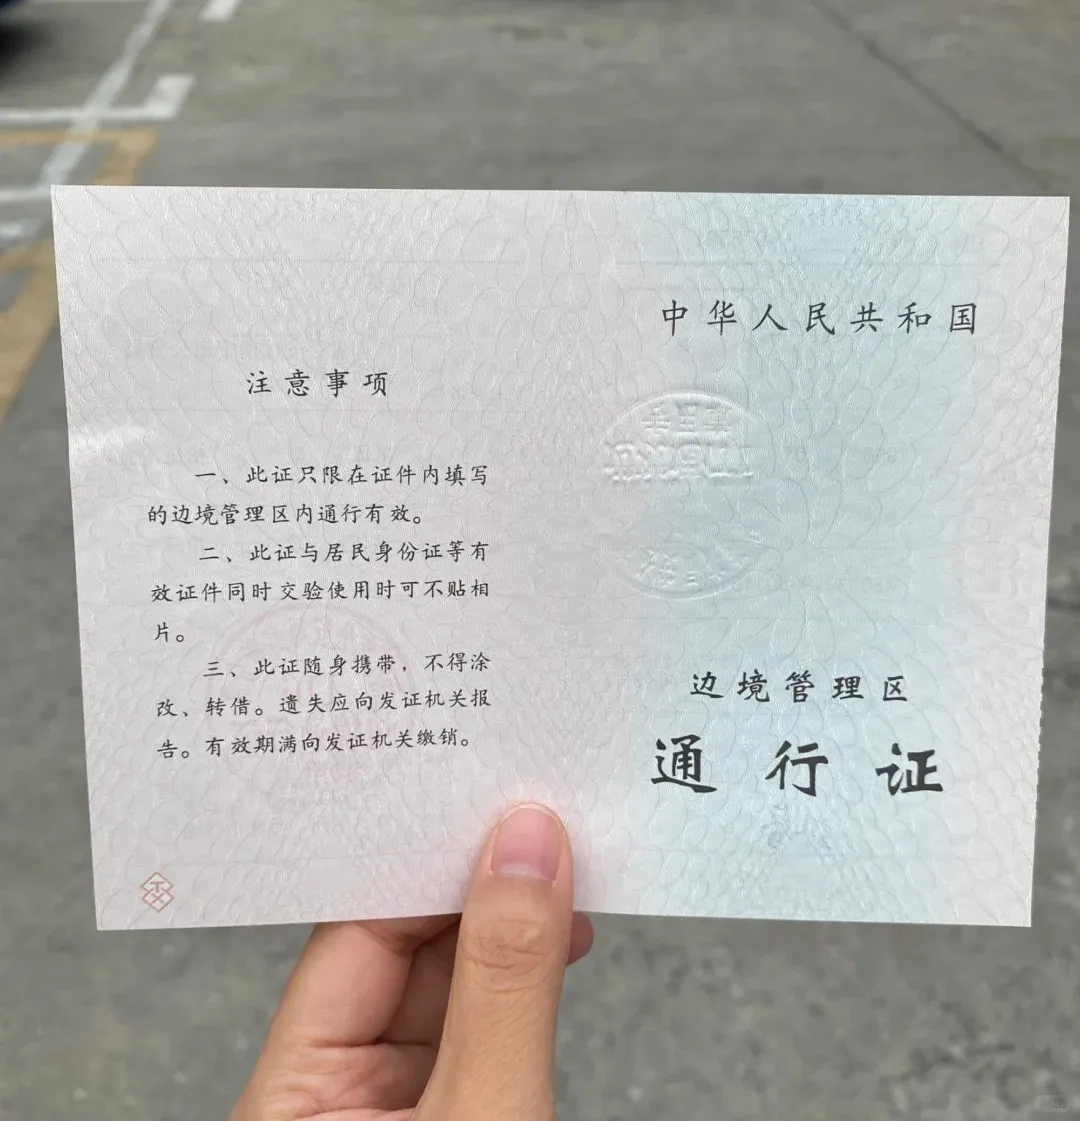 注意事项
一、此证只限在证件内填写
的边境管理区内通行有效。
二、此证与居民身份证等有
效证件同时交验使用时可不贴相
片。
三、此证随身携带，不得涂
改、转借。遗失应向发证机关报
告。有效期满向发证机关缴销。
中华人民共和国
边境管理区
通行证